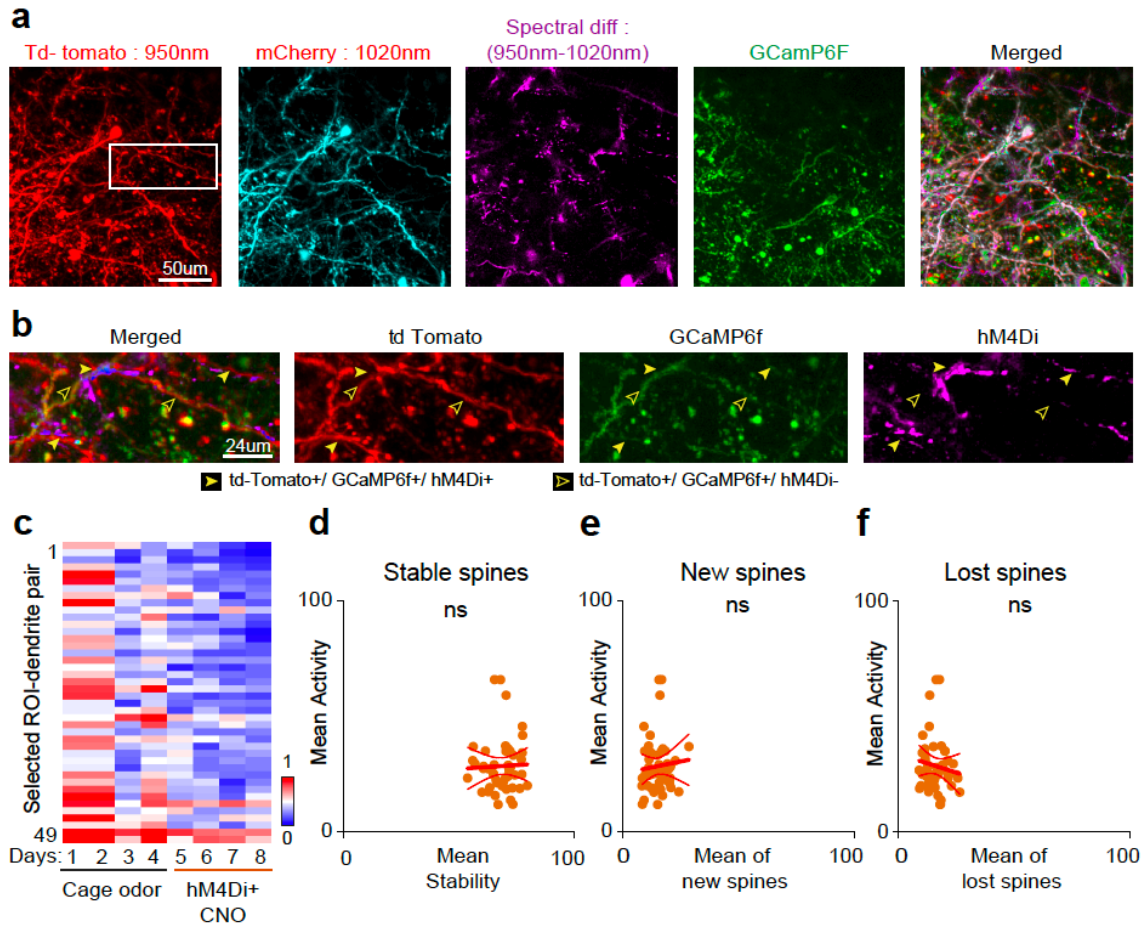 a
Td- tomato : 950nm
mCherry : 1020nm
Spectral diff :
(950nm-1020nm)
GCamP6F
Merged
50um
b
Merged
td Tomato
GCaMP6f
hM4Di
24um
td-Tomato+/ GCaMP6f+/ hM4Di+
td-Tomato+/ GCaMP6f+/ hM4Di-
c
Selected ROI-dendrite pair
1
49
1
0
Days: 1 2 3 4 5 6 7 8
Cage odor
hM4Di+
CNO
d
Stable spines
ns
100
Mean Activity
0
0
100
Mean
Stability
e
New spines
ns
100
Mean Activity
0
0
100
Mean of
new spines
f
Lost spines
ns
100
Mean Activity
0
0
100
Mean of
lost spines